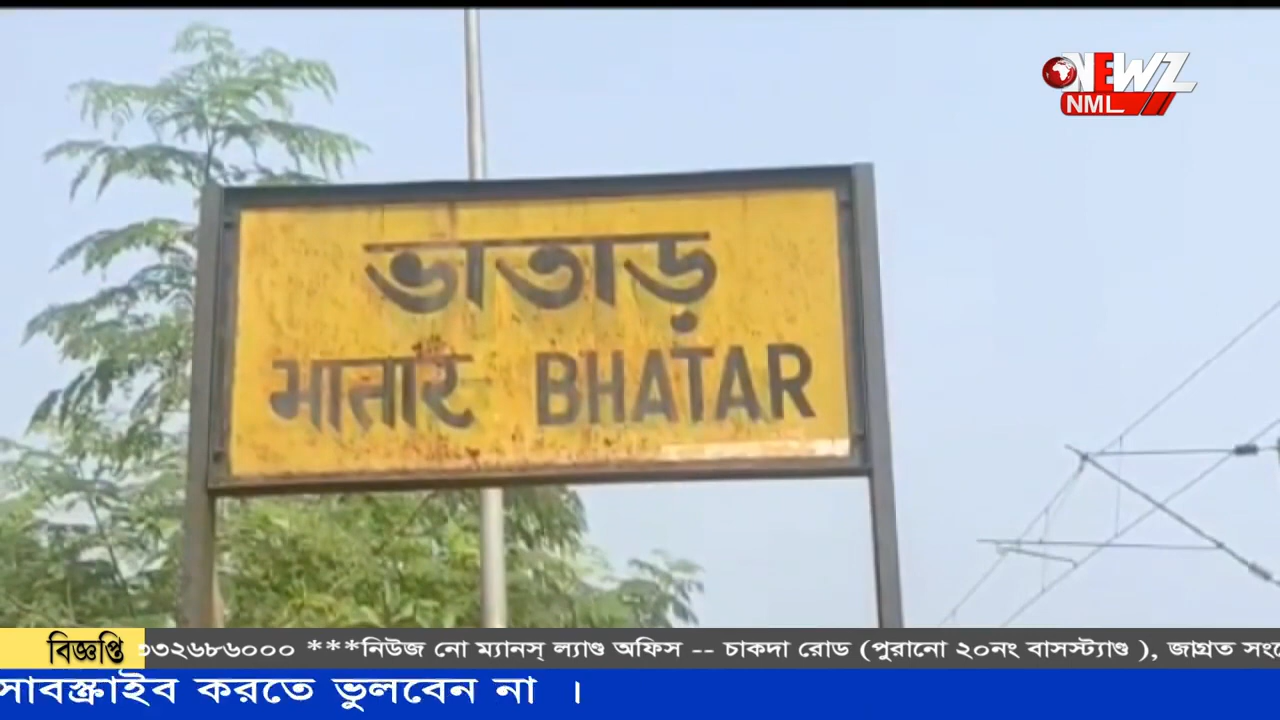 NEWZ
NML
ভাতাড়
भातार BHATAR
বিজ্ঞপ্তি ৩৩২৬৮৬০০০ ***নিউজ নো ম্যানস্ ল্যাণ্ড অফিস -- চাকদা রোড (পুরানো ২০নং বাসস্ট্যাণ্ড ), জাগ্রত
সাবস্ক্রাইব করতে ভুলবেন না ।